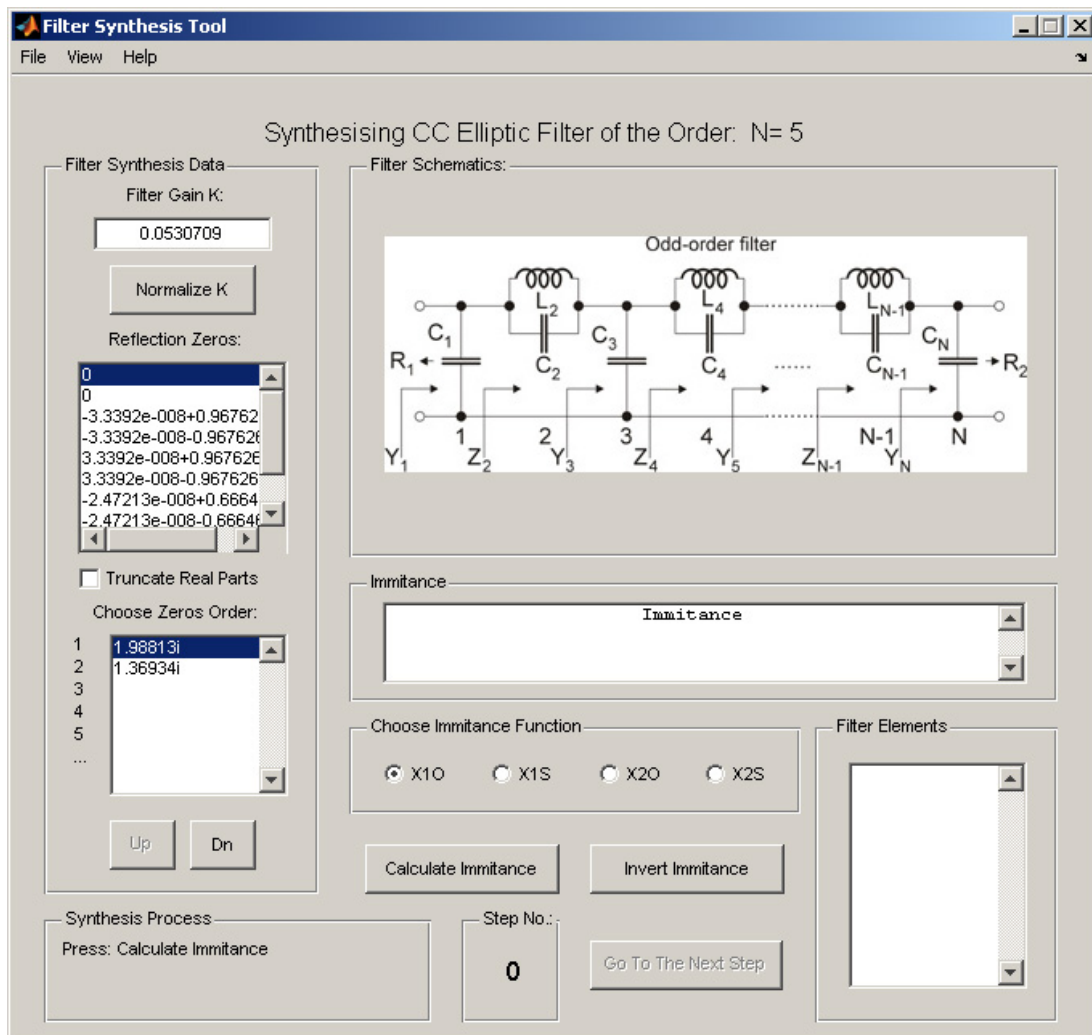 Filter Synthesis Tool
File View Help
Synthesising CC Elliptic Filter of the Order: N= 5
Filter Synthesis Data
Filter Gain K:
0.0530709
Normalize K
Reflection Zeros:
0
0
-3.3392e-008+0.96762
-3.3392e-008-0.967626
3.3392e-008+0.967626
3.3392e-008-0.967626
-2.47213e-008+0.6664
-2.47213e-008-0.66646
Truncate Real Parts
Choose Zeros Order:
1
2
3
4
5
...
1.98813i
1.36934i
Up Dn
Filter Schematics:
Odd-order filter
L2 L4 LN-1
C1 C3 CN
R1 C2 C4 ...... CN-1 R2
1 2 3 4 N-1 N
Y1 Z2 Y3 Z4 Y5 ZN-1 YN
Immitance
Immitance
Choose Immitance Function
X1O X1S X2O X2S
Filter Elements
Calculate Immitance Invert Immitance
Synthesis Process
Press: Calculate Immitance
Step No.:
0
Go To The Next Step